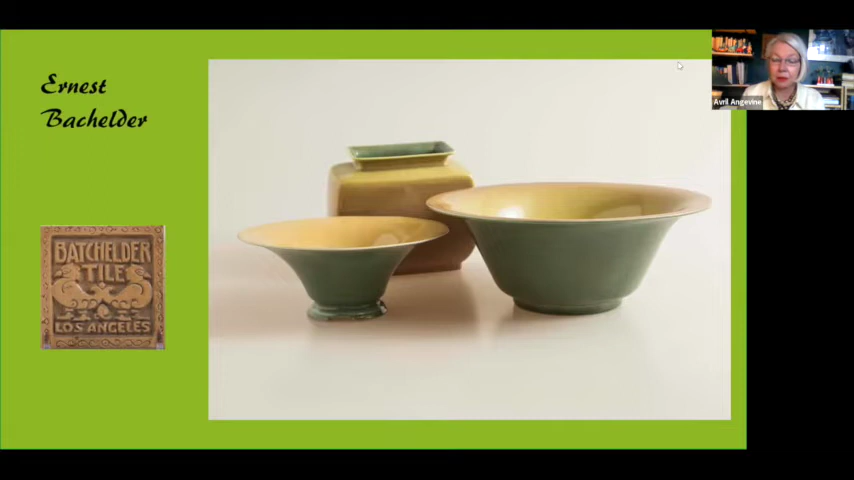 Ernest
Bachelder
BATCHELDER
TILE
LOS ANGELES
Avril Angevine